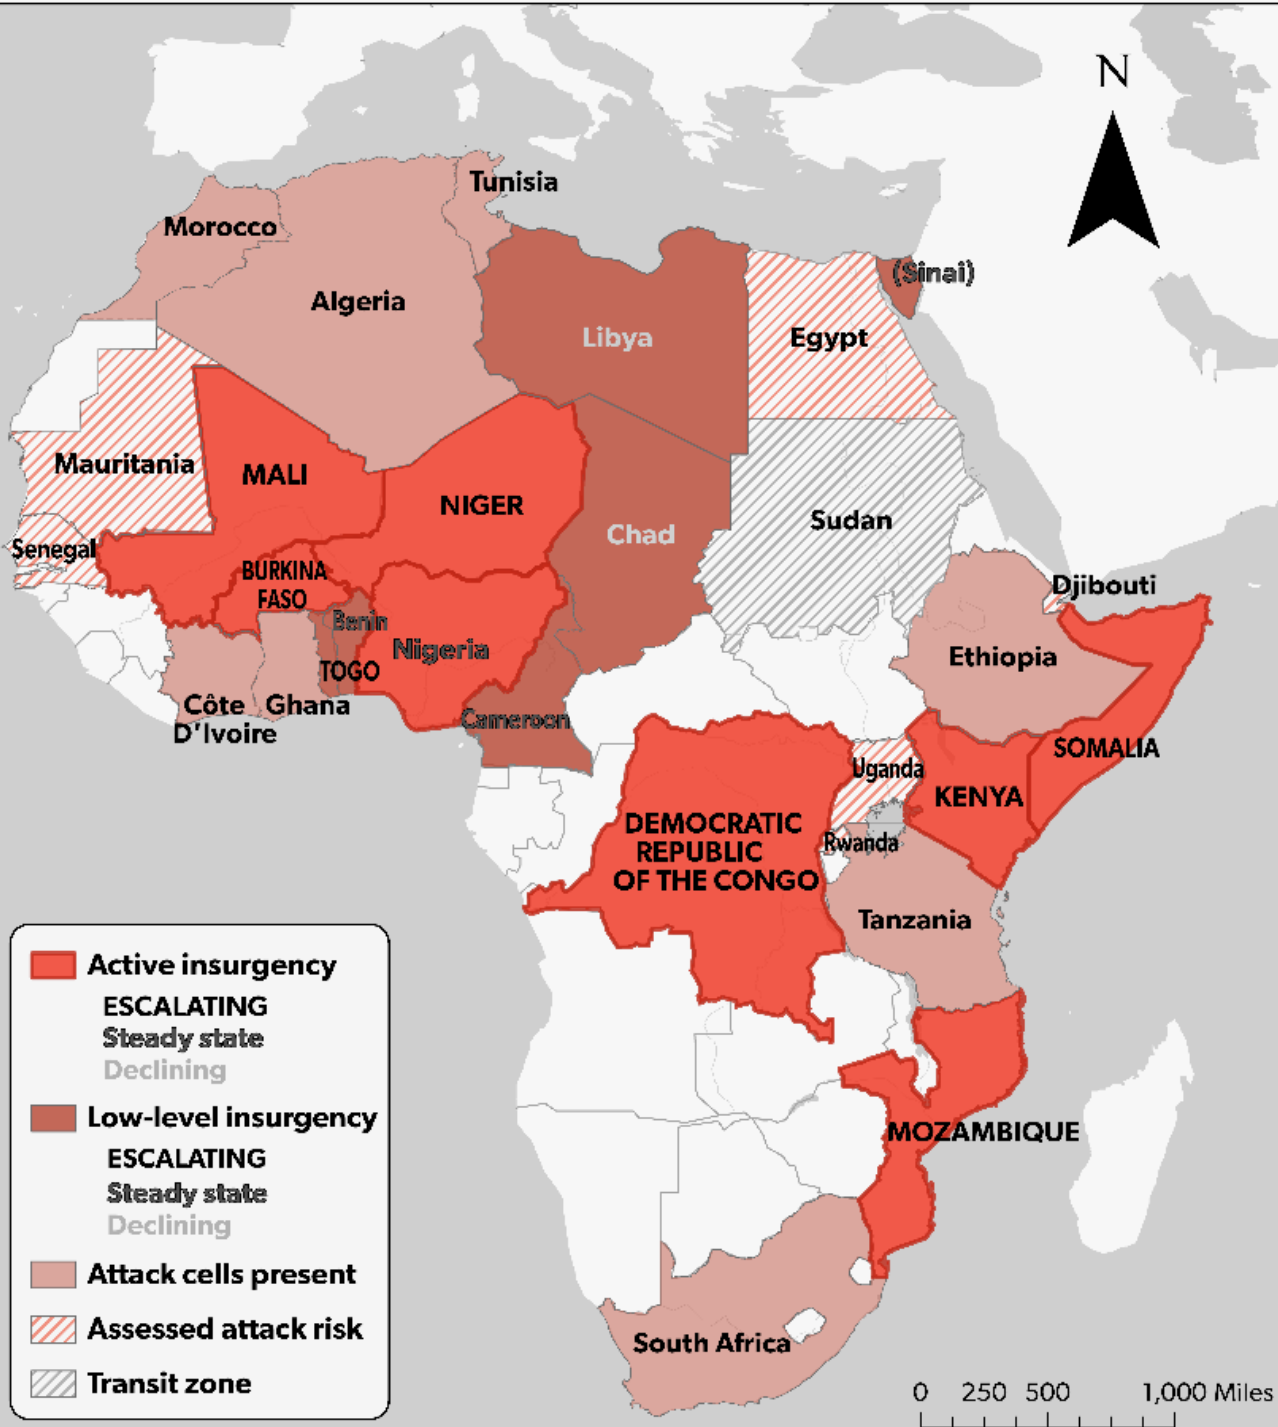 N
Tunisia
Morocco
(Sinai)
Algeria
Libya
Egypt
Mauritania
MALI
NIGER
Sudan
Chad
Senegal
BURKINA
FASO
Djibouti
Benin
Nigeria
Ethiopia
TOGO
Côte
D'Ivoire
Ghana
Cameroon
SOMALIA
Uganda
KENYA
DEMOCRATIC
REPUBLIC
OF THE CONGO
Rwanda
Tanzania
MOZAMBIQUE
South Africa
Active insurgency
ESCALATING
Steady state
Declining
Low-level insurgency
ESCALATING
Steady state
Declining
Attack cells present
Assessed attack risk
Transit zone
0 250 500 1,000 Miles